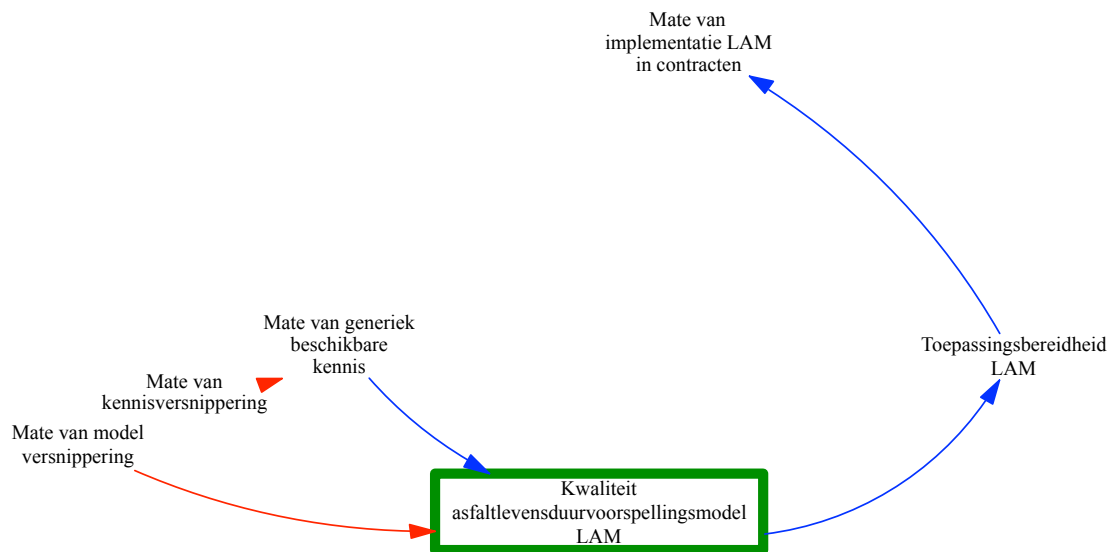 Mate van
implementatie LAM
in contracten
Mate van generiek
beschikbare
kennis
Toepassingsbereidheid
LAM
Mate van
kennisversnippering
Mate van model
versnippering
Kwaliteit
asfaltlevensduurvoorspellingsmodel
LAM